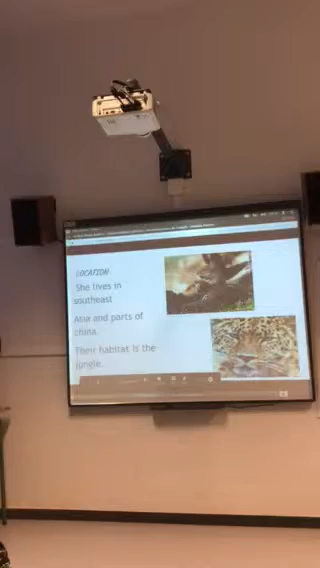 LOCATION
She lives in
southeast
Asia and parts of
china.
Their habitat is the
jungle.